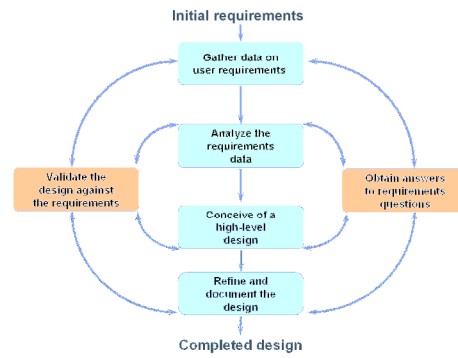 Initial requirements
Gather data on
user requirements
Analyze the
requirements
data
Validate the
design against
the requirements
Obtain answers
to requirements
questions
Conceive of a
high-level
design
Refine and
document the
design
Completed design